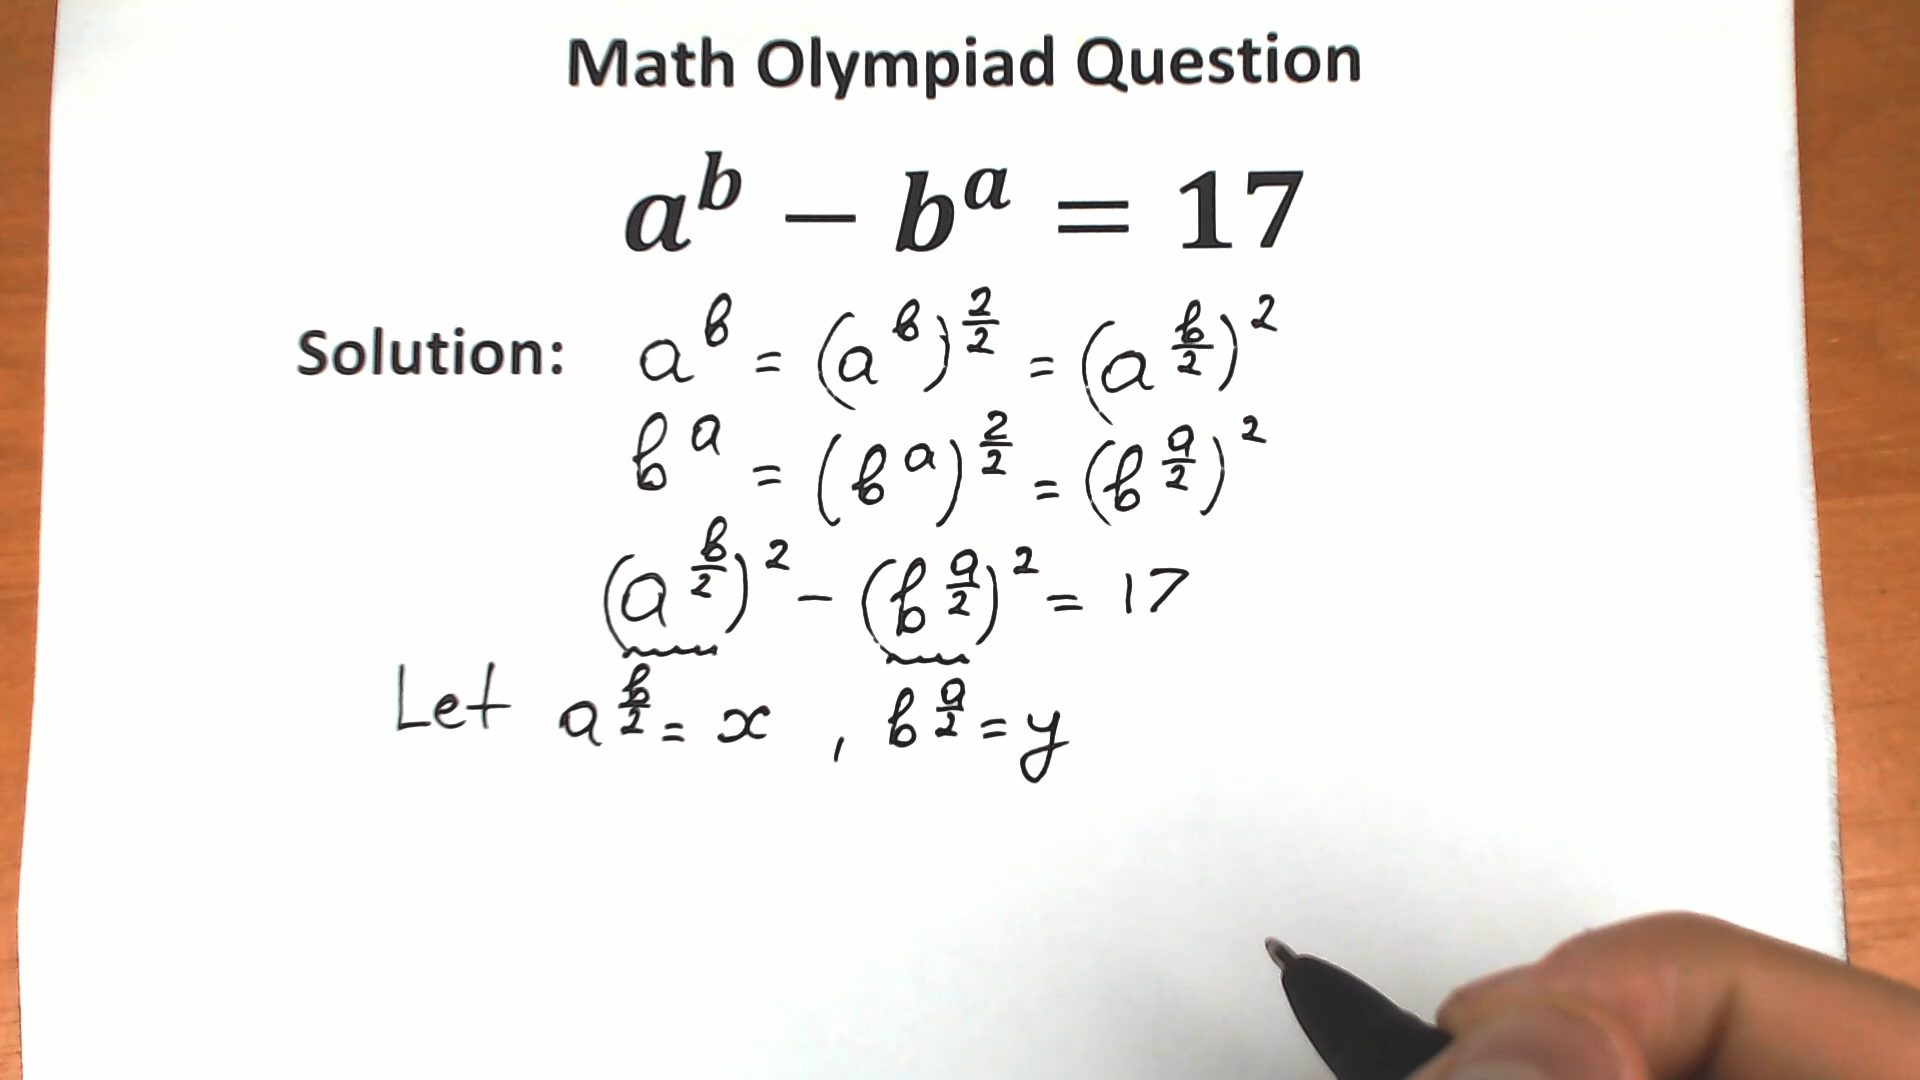 Math Olympiad Question
a^b − b^a = 17
Solution: a^b = (a^b)^{2/2} = (a^{b/2})^2
b^a = (b^a)^{2/2} = (b^{a/2})^2
(a^{b/2})^2 − (b^{a/2})^2 = 17
Let a^{b/2} = x , b^{a/2} = y